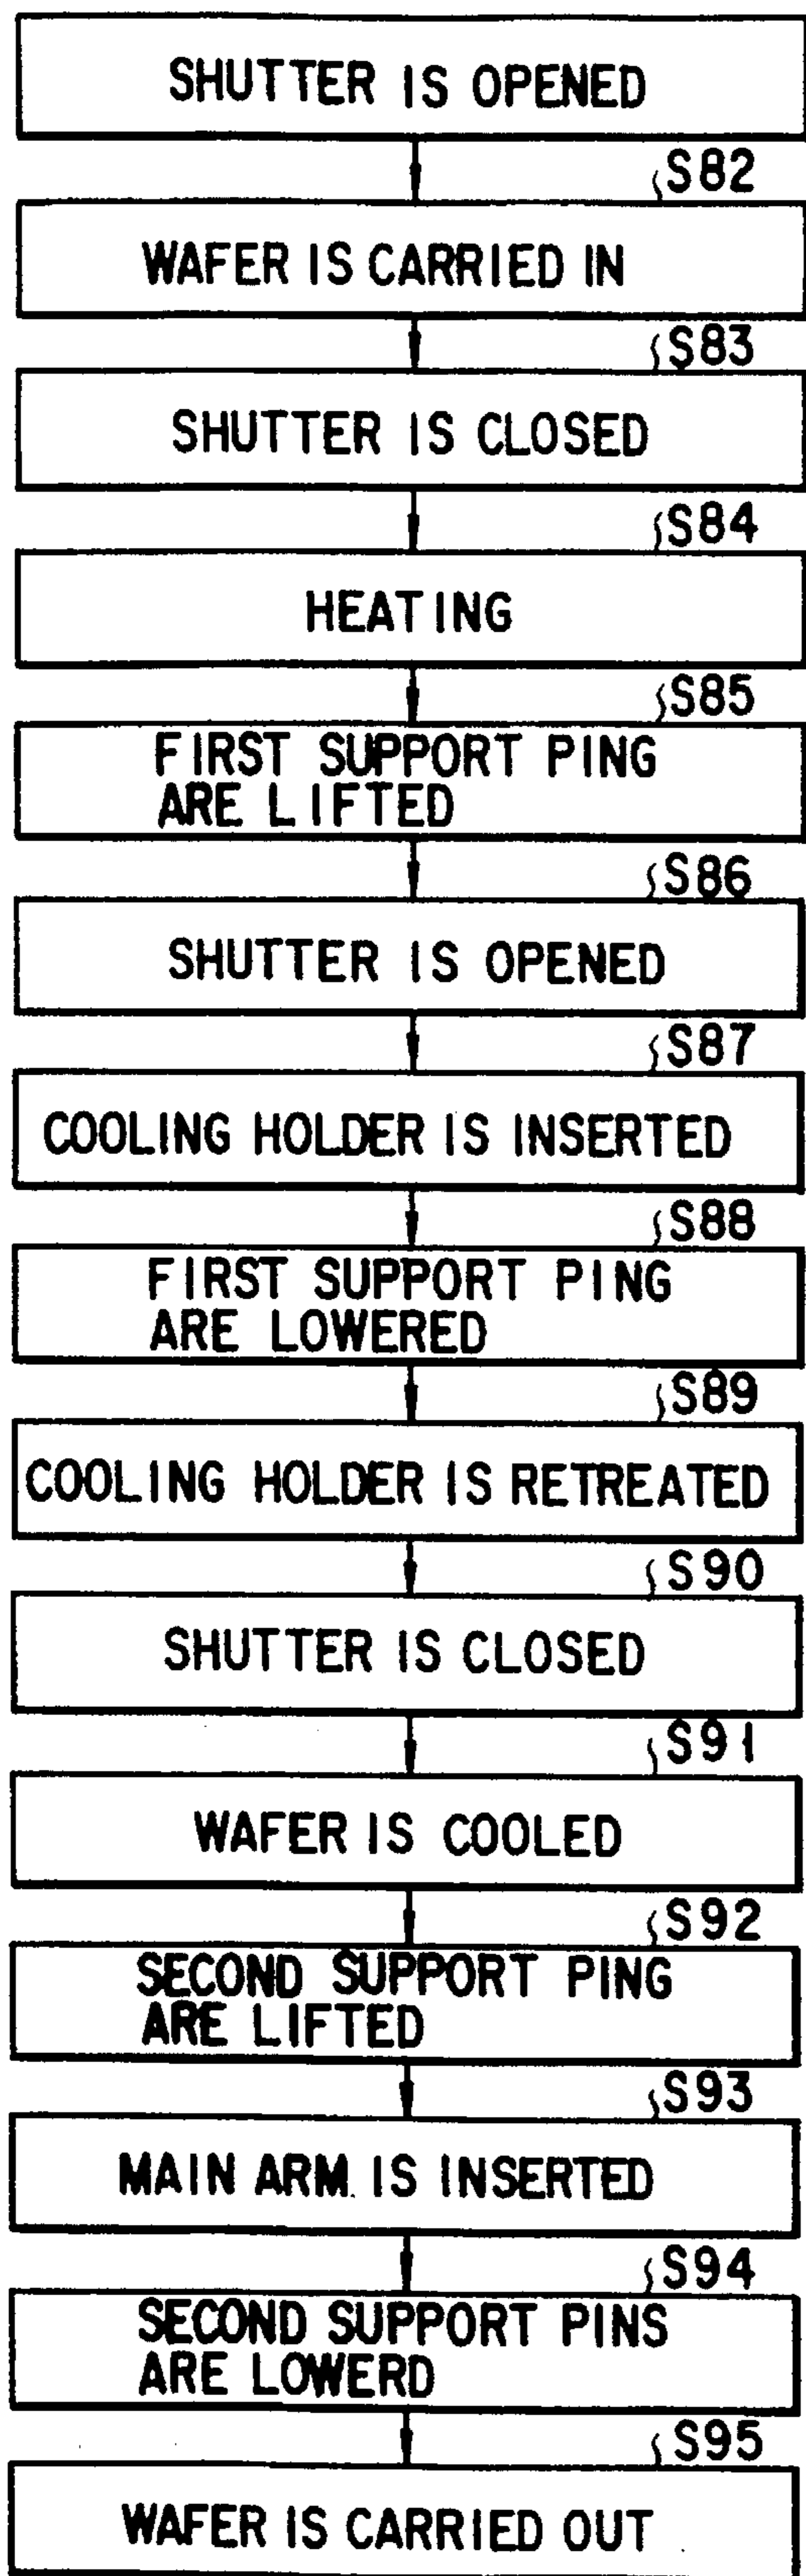 SHUTTER IS OPENED
S82
WAFER IS CARRIED IN
S83
SHUTTER IS CLOSED
S84
HEATING
S85
FIRST SUPPORT PING
ARE LIFTED
S86
SHUTTER IS OPENED
S87
COOLING HOLDER IS INSERTED
S88
FIRST SUPPORT PING
ARE LOWERED
S89
COOLING HOLDER IS RETREATED
S90
SHUTTER IS CLOSED
S91
WAFER IS COOLED
S92
SECOND SUPPORT PING
ARE LIFTED
S93
MAIN ARM IS INSERTED
S94
SECOND SUPPORT PINS
ARE LOWERD
S95
WAFER IS CARRIED OUT